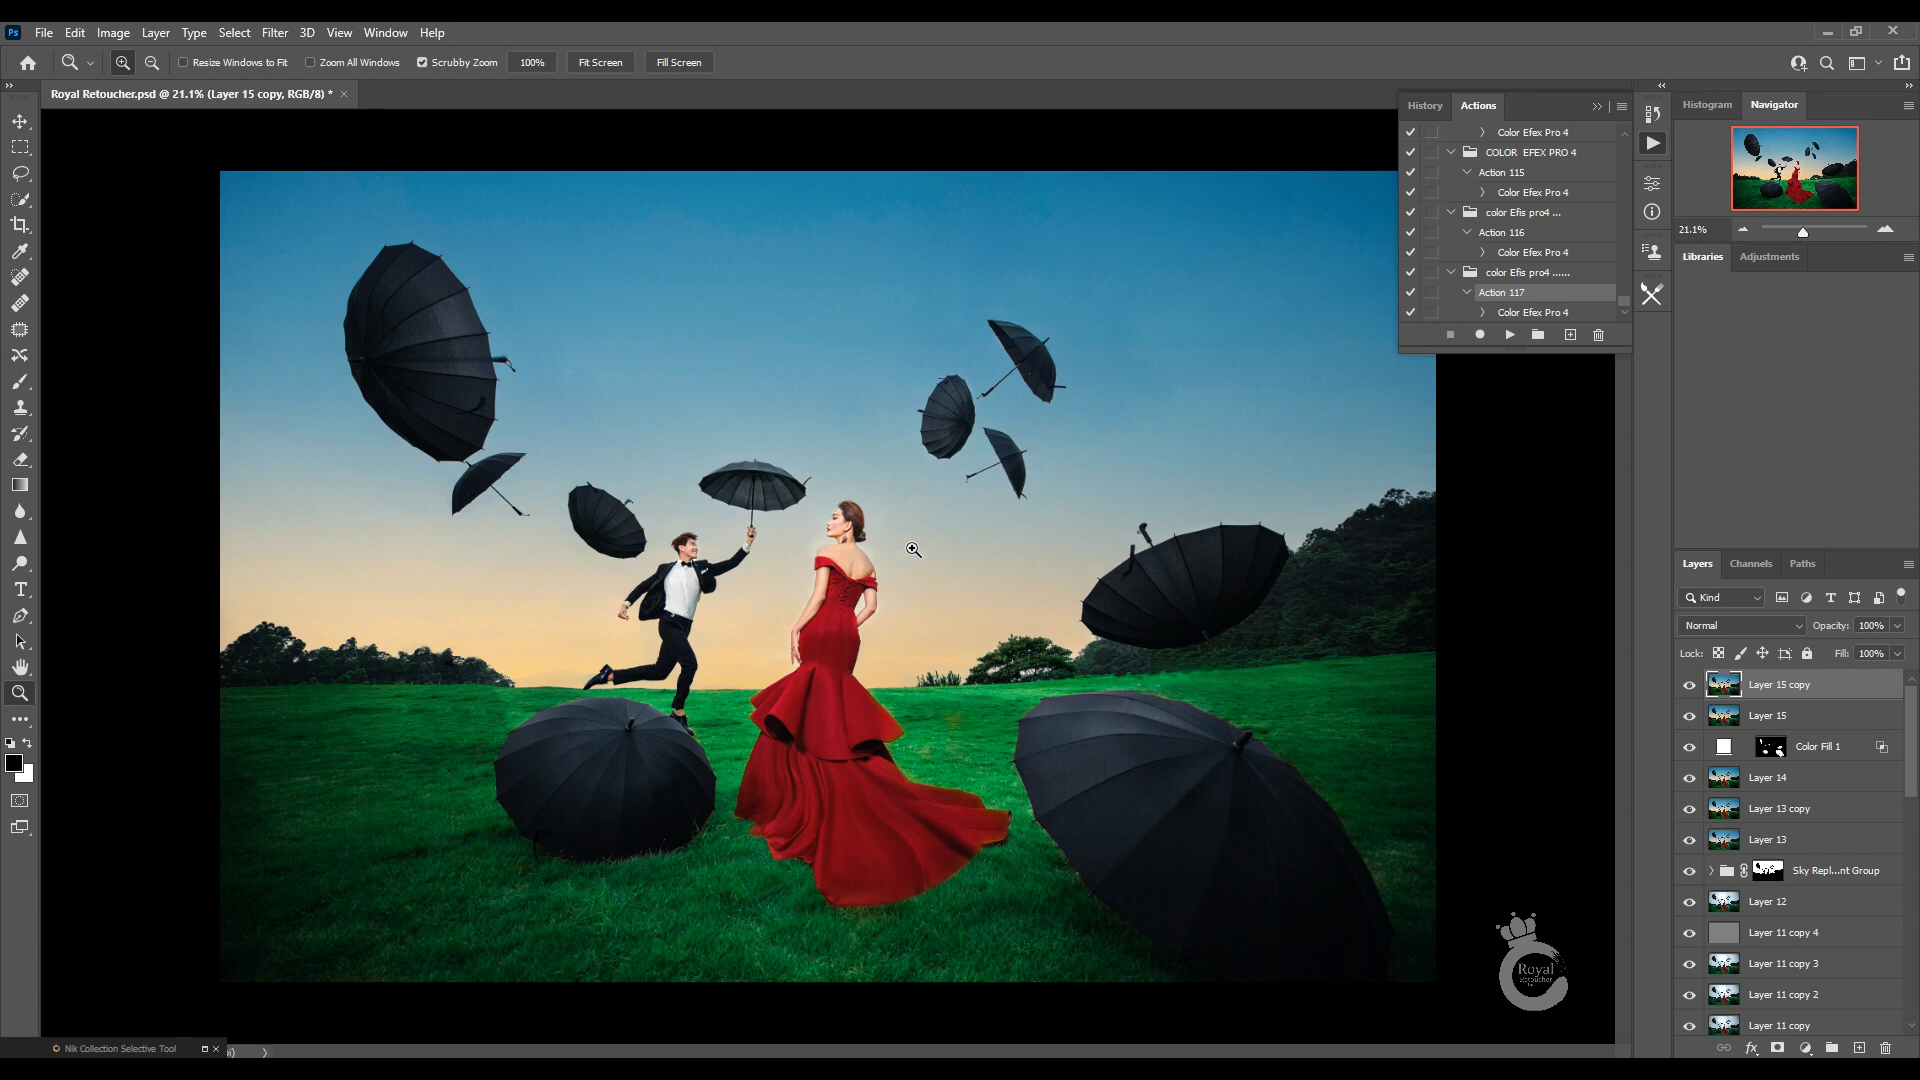 Ps File Edit Image Layer Type Select Filter 3D View Window Help
Resize Windows to Fit Zoom All Windows Scrubby Zoom 100% Fit Screen Fill Screen
Royal Retoucher.psd @ 21.1% (Layer 15 copy, RGB/8) *
History Actions
Color Efex Pro 4
COLOR EFEX PRO 4
Action 115
Color Efex Pro 4
color Efis pro4 ...
Action 116
Color Efex Pro 4
color Efis pro4 ......
Action 117
Color Efex Pro 4
Histogram Navigator
21.1%
Libraries Adjustments
Layers Channels Paths
Kind
Normal Opacity: 100%
Lock: Fill: 100%
Layer 15 copy
Layer 15
Color Fill 1
Layer 14
Layer 13 copy
Layer 13
Sky Repl...nt Group
Layer 12
Layer 11 copy 4
Layer 11 copy 3
Layer 11 copy 2
Layer 11 copy
fx
Royal
Retoucher
Nik Collection Selective Tool